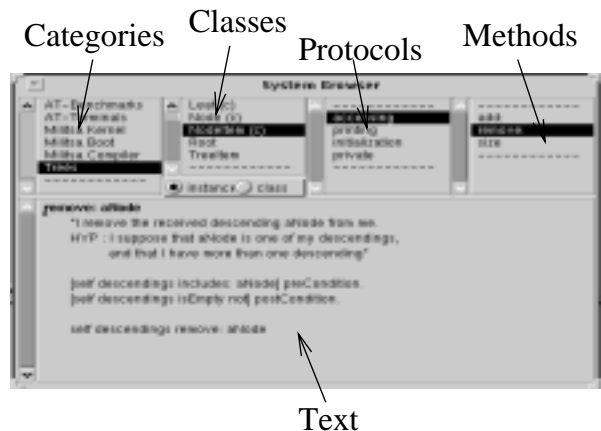 Categories
Classes
Protocols
Methods
System Browser
AT-Benchmarks
AT-Terminals
Militsa Kernel
Militsa Boot
Militsa Compiler
Trees
Leaf (c)
Node (c)
NodeItem (c)
Root
TreeItem
instance class
accessing
printing
initialization
private
add
remove
size
remove: aNode
"I remove the received descending aNode from me.
HYP : I suppose that aNode is one of my descendings,
and that I have more than one descending"
[self descendings includes: aNode] preCondition.
[self descendings isEmpty not] postCondition.
self descendings remove: aNode
Text